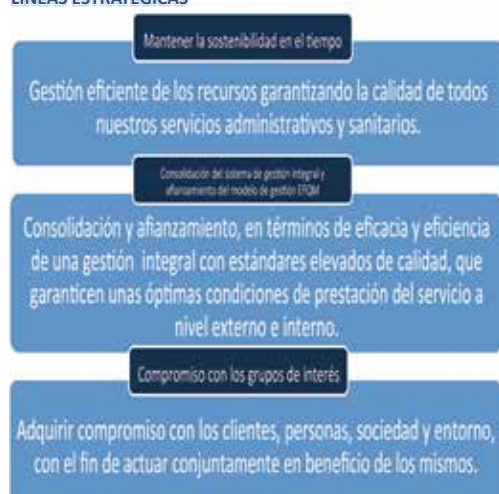 LÍNEAS ESTRATÉGICAS
Mantener la sostenibilidad en el tiempo
Gestión eficiente de los recursos garantizando la calidad de todos
nuestros servicios administrativos y sanitarios.
Consolidación del sistema de gestión integral y
afianzamiento del modelo de gestión EFQM
Consolidación y afianzamiento, en términos de eficacia y eficiencia
de una gestión integral con estándares elevados de calidad, que
garanticen unas óptimas condiciones de prestación del servicio a
nivel externo e interno.
Compromiso con los grupos de interés
Adquirir compromiso con los clientes, personas, sociedad y entorno,
con el fin de actuar conjuntamente en beneficio de los mismos.